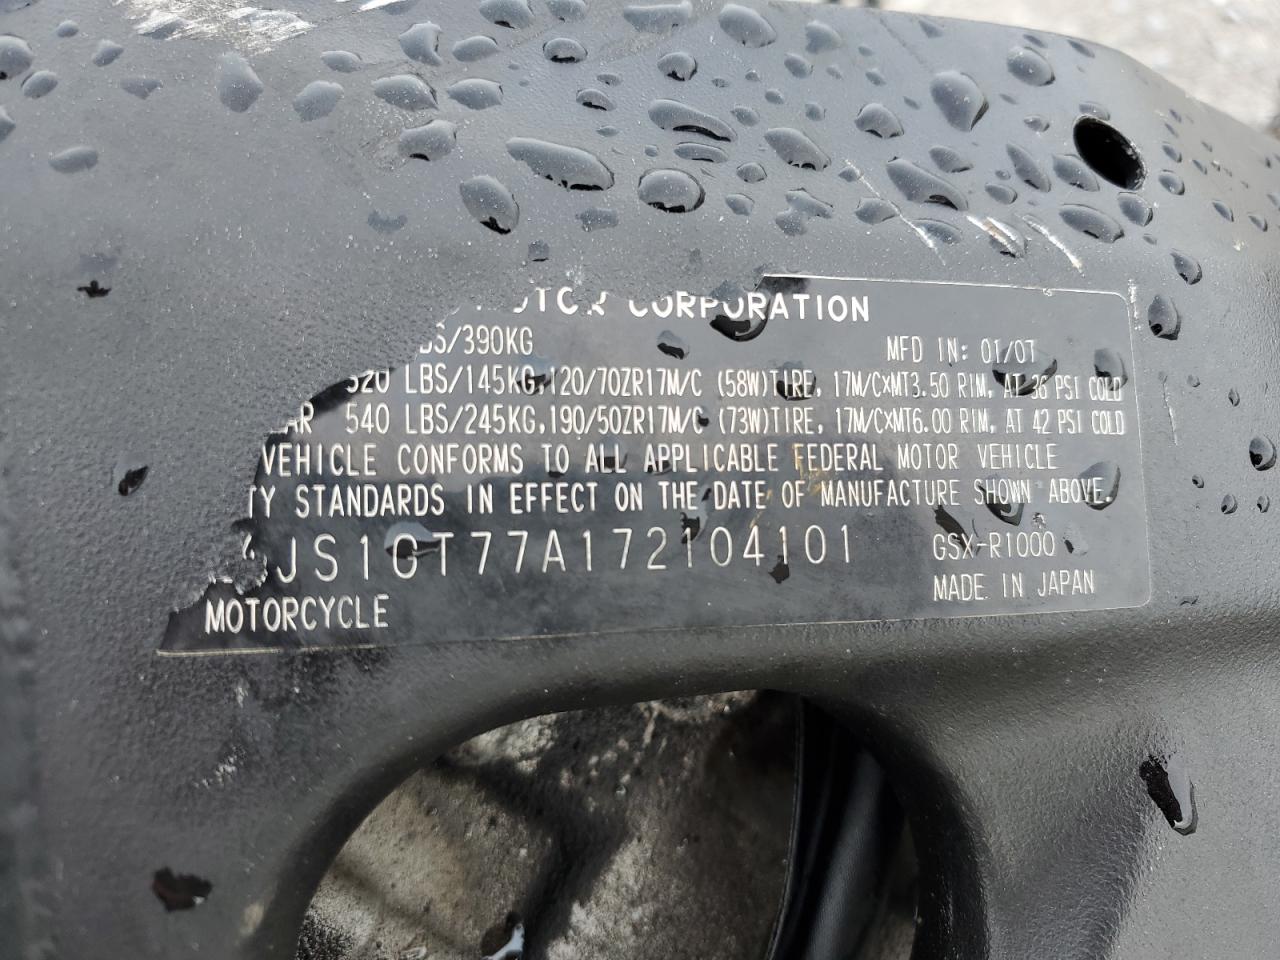 MOTOR CORPORATION
BS/390KG MFD IN: 01/07
520 LBS/145KG,120/70ZR17M/C (58W)TIRE, 17M/CxMT3.50 RIM, AT 36 PSI COLD
AR 540 LBS/245KG,190/50ZR17M/C (73W)TIRE, 17M/CxMT6.00 RIM, AT 42 PSI COLD
VEHICLE CONFORMS TO ALL APPLICABLE FEDERAL MOTOR VEHICLE
TY STANDARDS IN EFFECT ON THE DATE OF MANUFACTURE SHOWN ABOVE.
JS1GT77A172104101 GSX-R1000
MOTORCYCLE MADE IN JAPAN